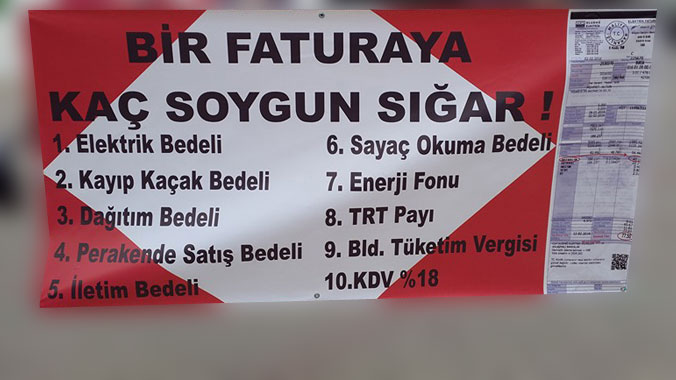 BİR FATURAYA
KAÇ SOYGUN SIĞAR !
1. Elektrik Bedeli
2. Kayıp Kaçak Bedeli
3. Dağıtım Bedeli
4. Perakende Satış Bedeli
5. İletim Bedeli
6. Sayaç Okuma Bedeli
7. Enerji Fonu
8. TRT Payı
9. Bld. Tüketim Vergisi
10.KDV %18